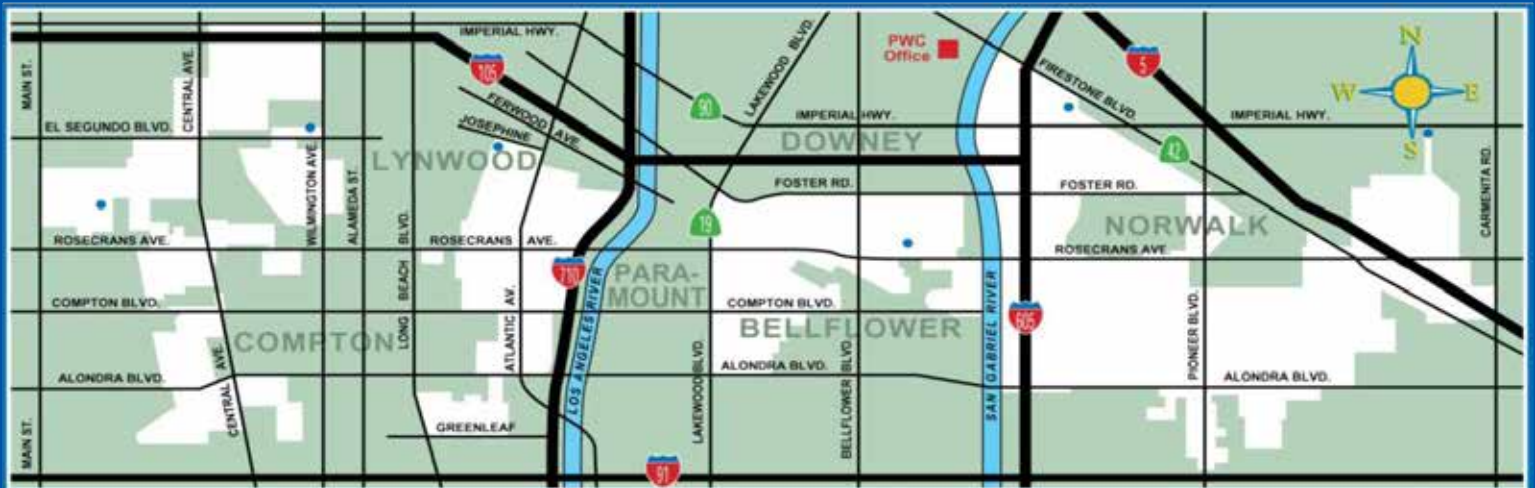 IMPERIAL HWY.
LAKEWOOD BLVD.
PWC
Office
N
W
E
S
MAIN ST.
CENTRAL AVE.
105
5
FIRESTONE BLVD.
FERWOOD AVE.
90
IMPERIAL HWY.
IMPERIAL HWY.
EL SEGUNDO BLVD.
JOSEPHINE
DOWNEY
LYNWOOD
42
WILMINGTON AVE.
ALAMEDA ST.
FOSTER RD.
FOSTER RD.
CARMENITA RD.
LONG BEACH BLVD.
19
NORWALK
ROSECRANS AVE.
ROSECRANS AVE.
ROSECRANS AVE.
710
PARA-
MOUNT
LOS ANGELES RIVER
SAN GABRIEL RIVER
COMPTON BLVD.
ATLANTIC AV.
COMPTON BLVD.
605
PIONEER BLVD.
COMPTON
BELLFLOWER
ALONDRA BLVD.
CENTRAL AVE.
LAKEWOOD BLVD.
ALONDRA BLVD.
BELLFLOWER BLVD.
ALONDRA BLVD.
MAIN ST.
GREENLEAF
91